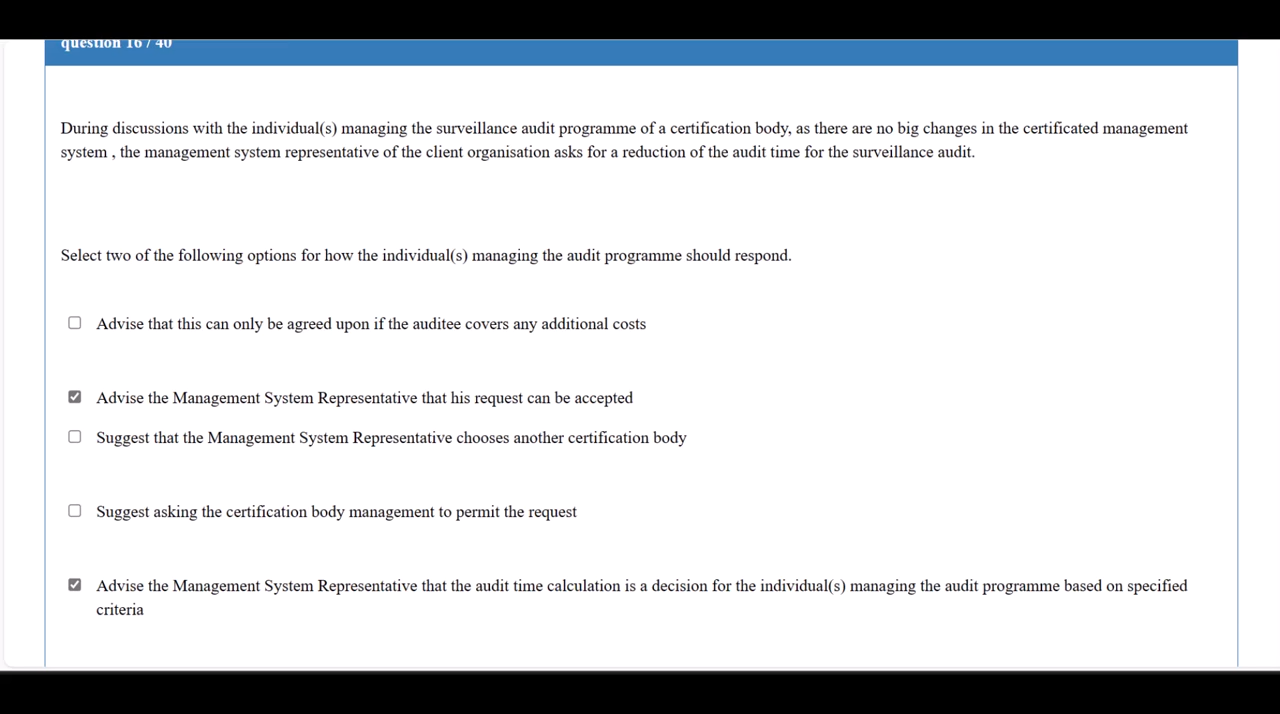 question 16 / 40
During discussions with the individual(s) managing the surveillance audit programme of a certification body, as there are no big changes in the certificated management
system , the management system representative of the client organisation asks for a reduction of the audit time for the surveillance audit.
Select two of the following options for how the individual(s) managing the audit programme should respond.
Advise that this can only be agreed upon if the auditee covers any additional costs
Advise the Management System Representative that his request can be accepted
Suggest that the Management System Representative chooses another certification body
Suggest asking the certification body management to permit the request
Advise the Management System Representative that the audit time calculation is a decision for the individual(s) managing the audit programme based on specified
criteria